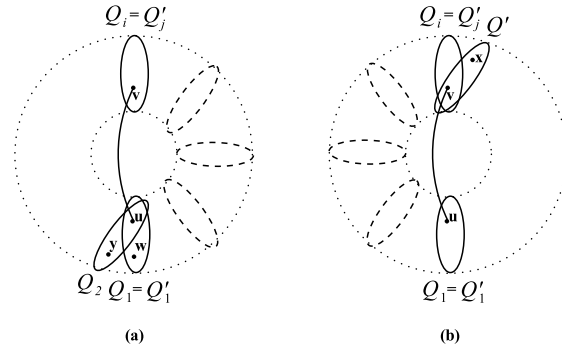 Q_i = Q'_j
v
u
y
w
Q_2 Q_1 = Q'_1
(a)
Q_i = Q'_j Q'
x
v
u
Q_1 = Q'_1
(b)